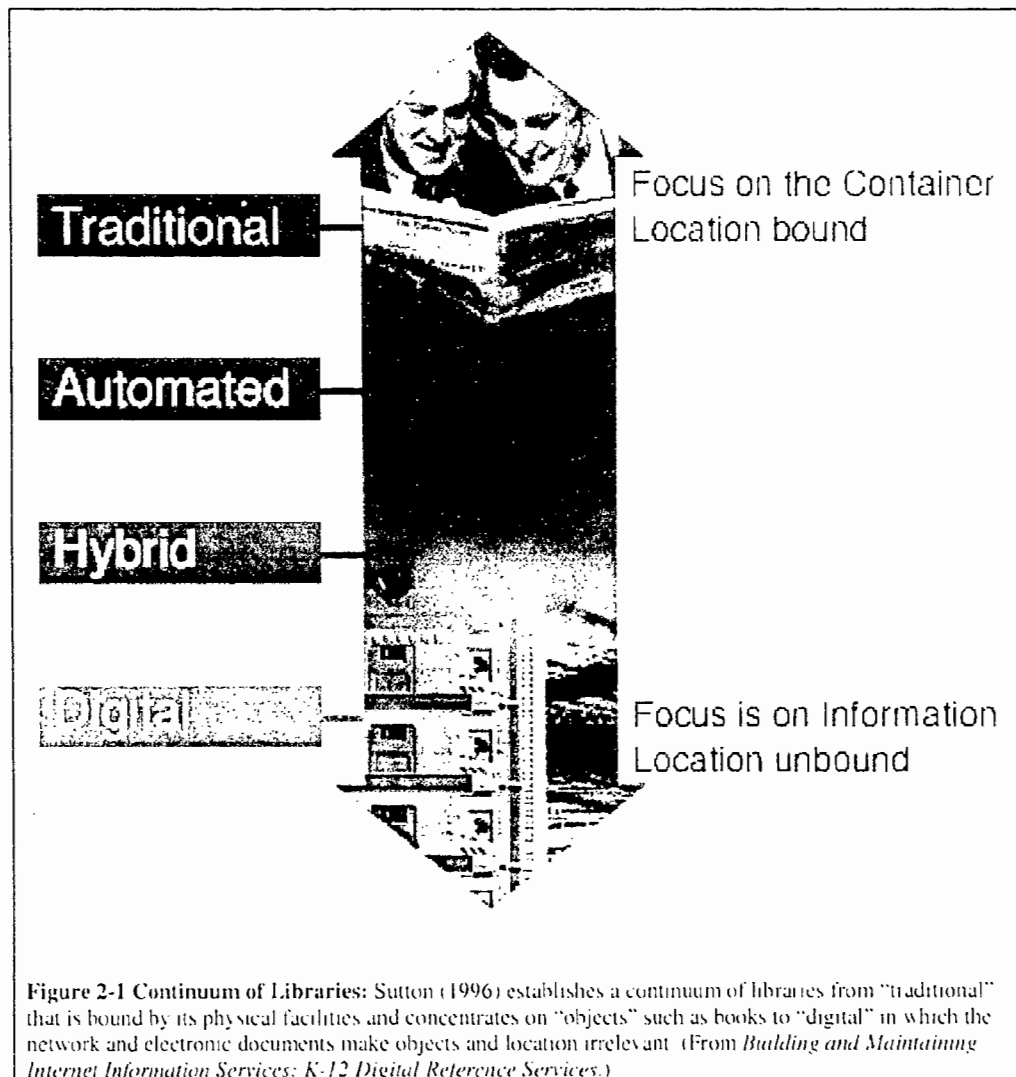 Traditional
Focus on the Container
Location bound
Automated
Hybrid
Digital
Focus is on Information
Location unbound
Figure 2-1 Continuum of Libraries: Sutton (1996) establishes a continuum of libraries from “traditional”
that is bound by its physical facilities and concentrates on “objects” such as books to “digital” in which the
network and electronic documents make objects and location irrelevant (From Building and Maintaining
Internet Information Services: K-12 Digital Reference Services.)